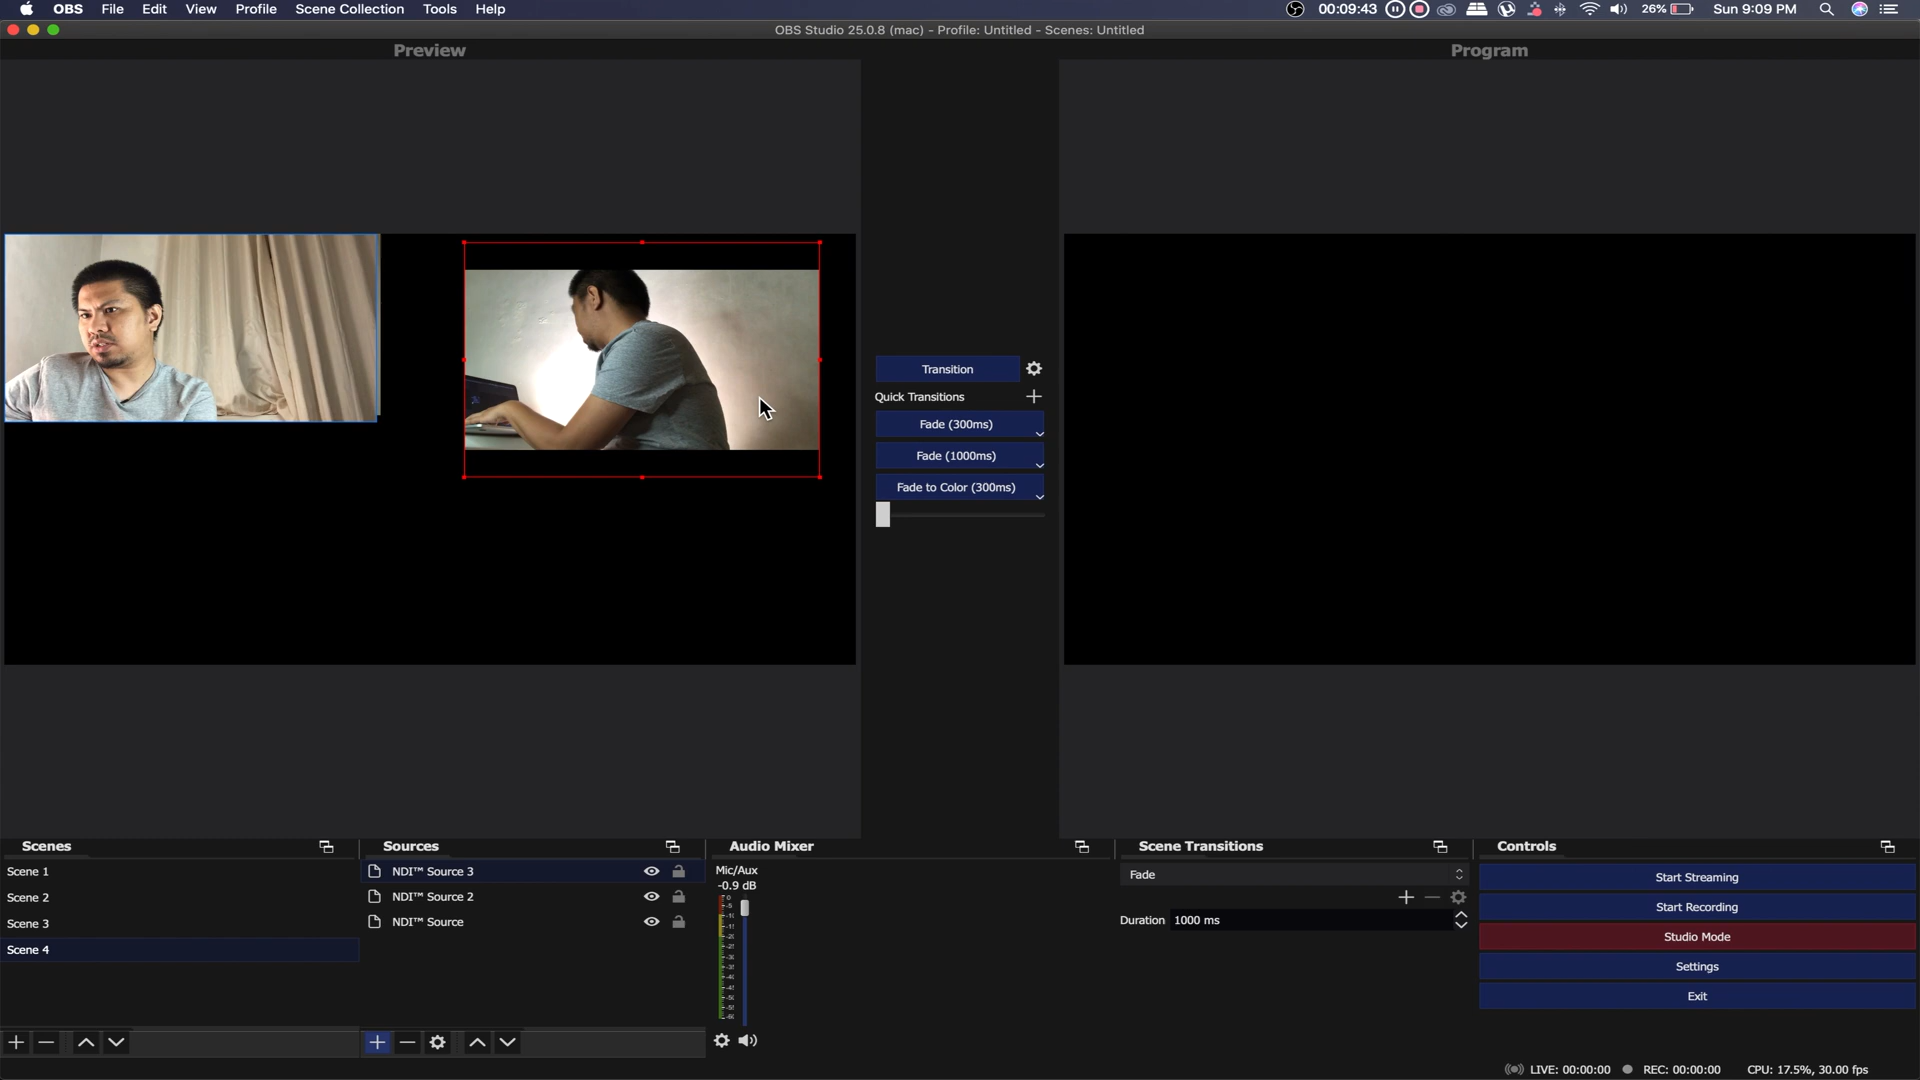 OBS File Edit View Profile Scene Collection Tools Help 00:09:43 26% Sun 9:09 PM
OBS Studio 25.0.8 (mac) - Profile: Untitled - Scenes: Untitled
Preview
Program
Transition
Quick Transitions
Fade (300ms)
Fade (1000ms)
Fade to Color (300ms)
Scenes
Scene 1
Scene 2
Scene 3
Scene 4
Sources
NDI™ Source 3
NDI™ Source 2
NDI™ Source
Audio Mixer
Mic/Aux
-0.9 dB
Scene Transitions
Fade
Duration 1000 ms
Controls
Start Streaming
Start Recording
Studio Mode
Settings
Exit
LIVE: 00:00:00 REC: 00:00:00 CPU: 17.5%, 30.00 fps